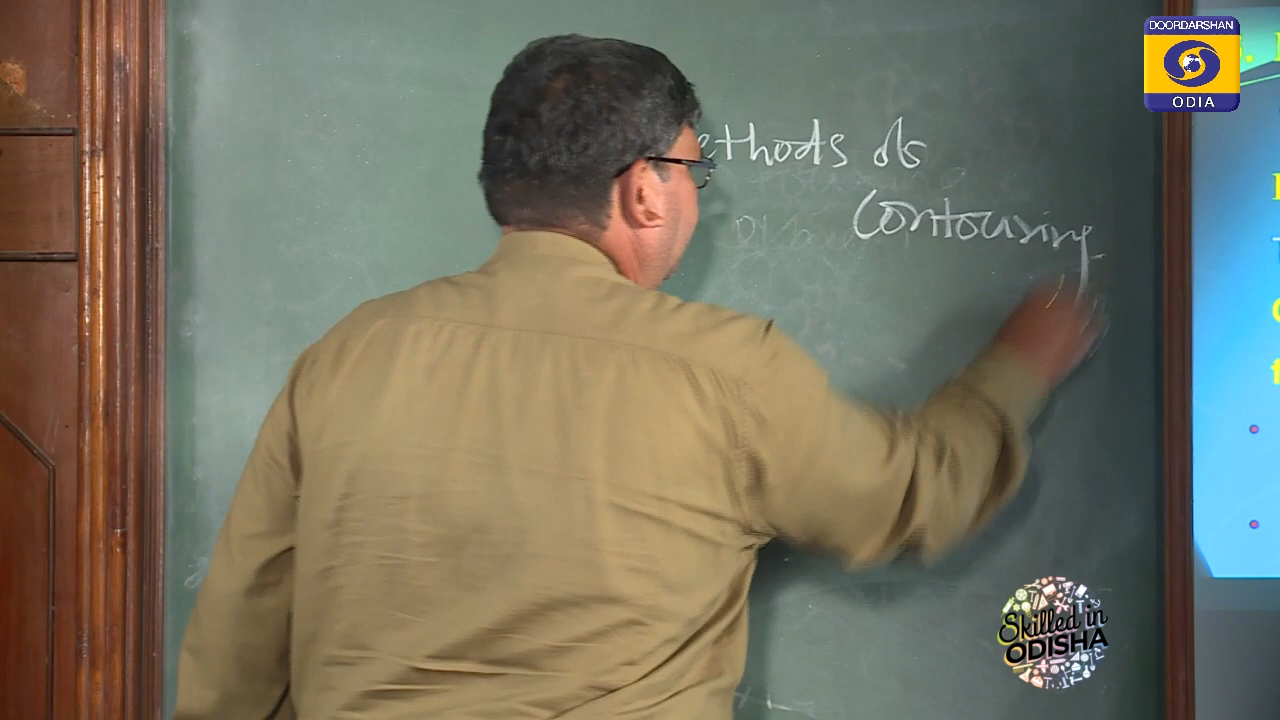 DOORDARSHAN
ODIA
ethods of
Contouring
Skilled in
ODISHA